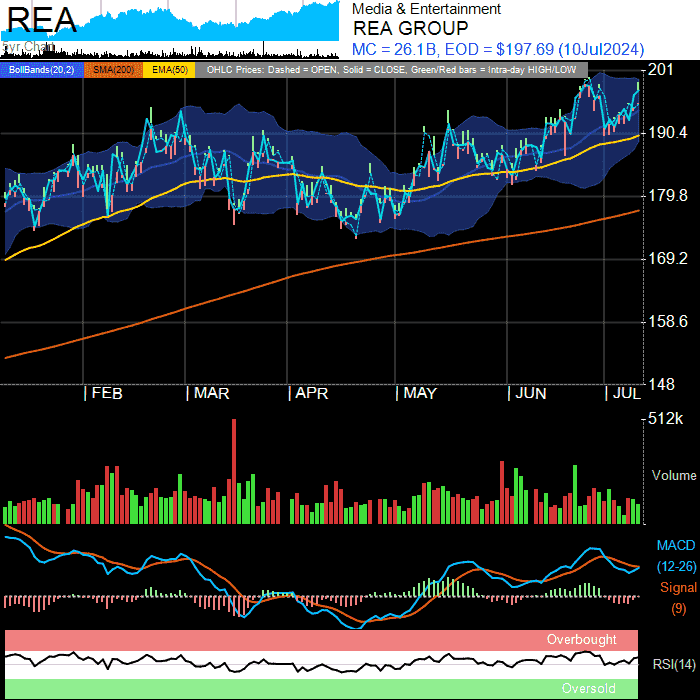 REA
5yr Chart
Media & Entertainment
REA GROUP
MC = 26.1B, EOD = $197.69 (10Jul2024)
BollBands(20,2) SMA(200) EMA(50) OHLC Prices: Dashed = OPEN, Solid = CLOSE, Green/Red bars = Intra-day HIGH/LOW
201
190.4
179.8
169.2
158.6
148
| FEB | MAR | APR | MAY | JUN | JUL
512k
Volume
MACD
(12-26)
Signal
(9)
Overbought
RSI(14)
Oversold